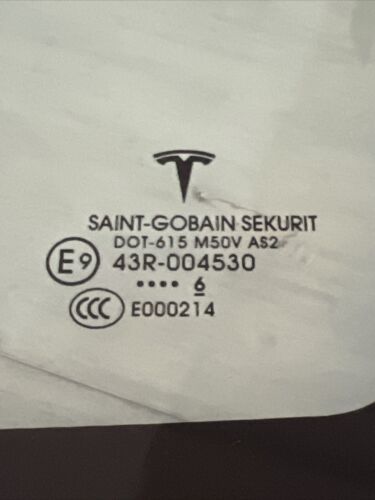 SAINT-GOBAIN SEKURIT
DOT-615 M50V AS2
E9 43R-004530
•••• 6
CCC E000214